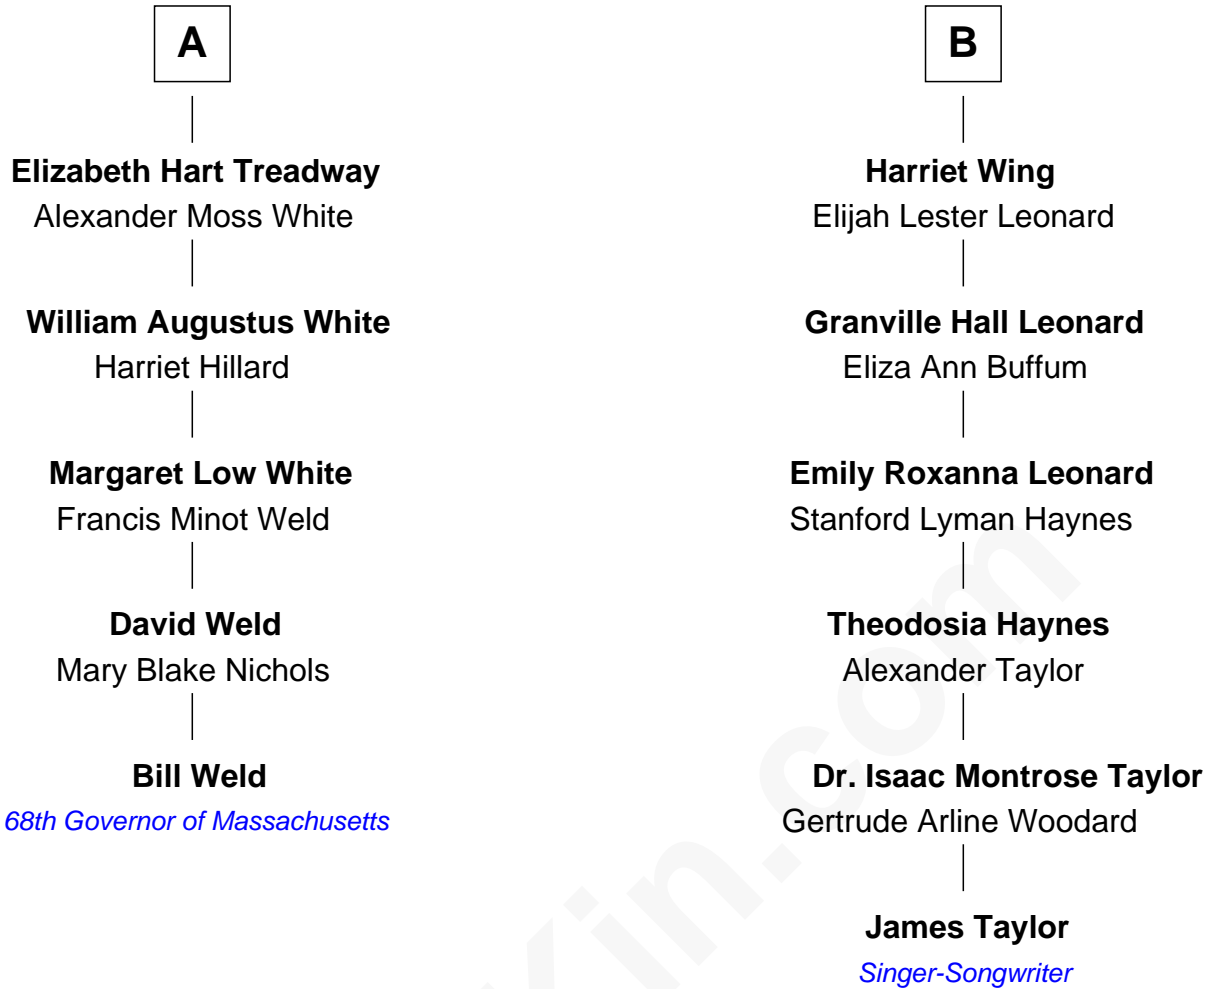 A
Elizabeth Hart Treadway
Alexander Moss White
William Augustus White
Harriet Hillard
Margaret Low White
Francis Minot Weld
David Weld
Mary Blake Nichols
Bill Weld
68th Governor of Massachusetts
B
Harriet Wing
Elijah Lester Leonard
Granville Hall Leonard
Eliza Ann Buffum
Emily Roxanna Leonard
Stanford Lyman Haynes
Theodosia Haynes
Alexander Taylor
Dr. Isaac Montrose Taylor
Gertrude Arline Woodard
James Taylor
Singer-Songwriter
Kin.com